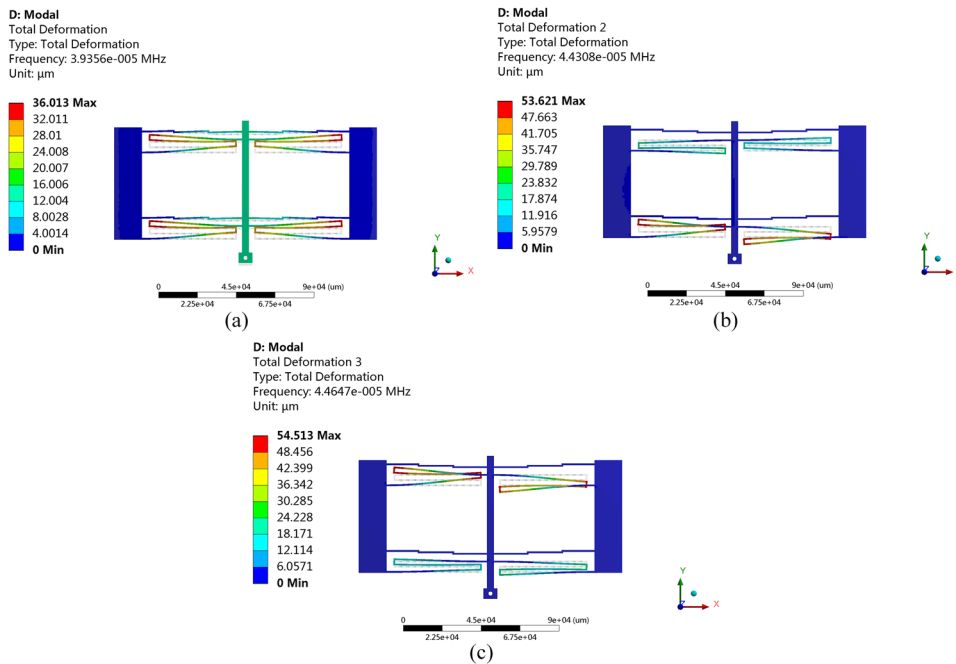 D: Modal
Total Deformation
Type: Total Deformation
Frequency: 3.9356e-005 MHz
Unit: µm
36.013 Max
32.011
28.01
24.008
20.007
16.006
12.004
8.0028
4.0014
0 Min
Y
Z
X
0 4.5e+04 9e+04 (um)
2.25e+04 6.75e+04
(a)
D: Modal
Total Deformation 2
Type: Total Deformation
Frequency: 4.4308e-005 MHz
Unit: µm
53.621 Max
47.663
41.705
35.747
29.789
23.832
17.874
11.916
5.9579
0 Min
Y
Z
0 4.5e+04 9e+04 (um)
2.25e+04 6.75e+04
(b)
D: Modal
Total Deformation 3
Type: Total Deformation
Frequency: 4.4647e-005 MHz
Unit: µm
54.513 Max
48.456
42.399
36.342
30.285
24.228
18.171
12.114
6.0571
0 Min
Y
Z
X
0 4.5e+04 9e+04 (um)
2.25e+04 6.75e+04
(c)